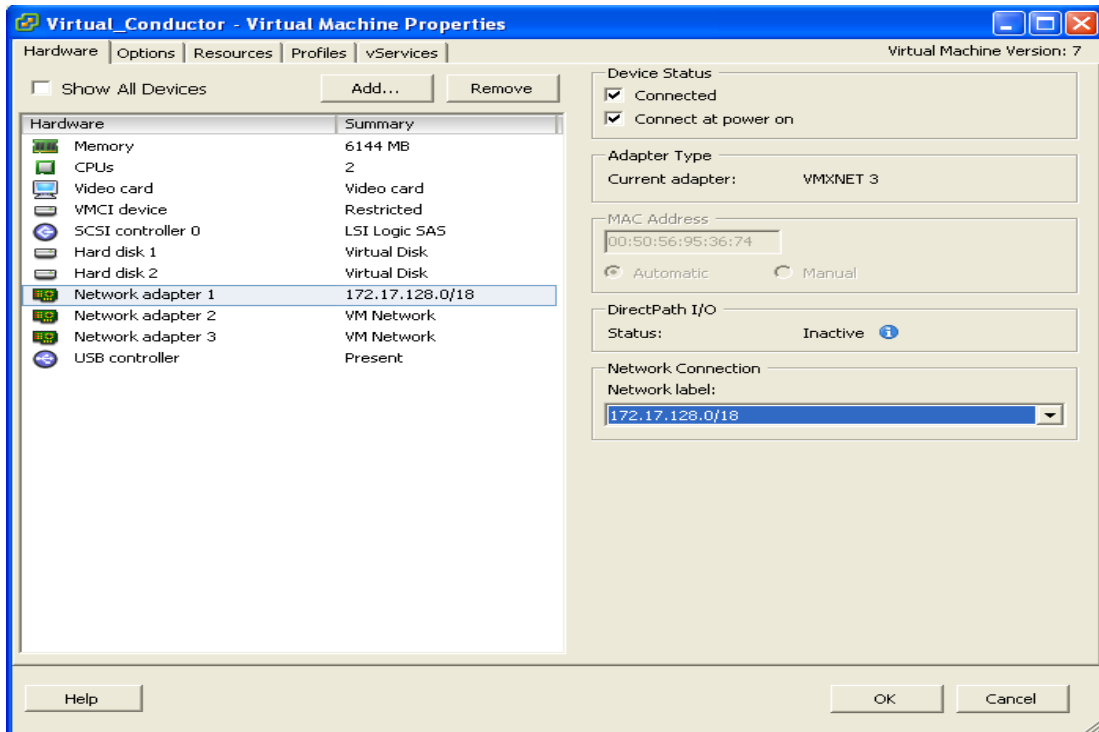 Virtual_Conductor - Virtual Machine Properties
Hardware Options Resources Profiles vServices Virtual Machine Version: 7
Show All Devices Add... Remove
Hardware Summary
Memory 6144 MB
CPUs 2
Video card Video card
VMCI device Restricted
SCSI controller 0 LSI Logic SAS
Hard disk 1 Virtual Disk
Hard disk 2 Virtual Disk
Network adapter 1 172.17.128.0/18
Network adapter 2 VM Network
Network adapter 3 VM Network
USB controller Present
Device Status
Connected
Connect at power on
Adapter Type
Current adapter: VMXNET 3
MAC Address
00:50:56:95:36:74
Automatic Manual
DirectPath I/O
Status: Inactive
Network Connection
Network label:
172.17.128.0/18
Help OK Cancel